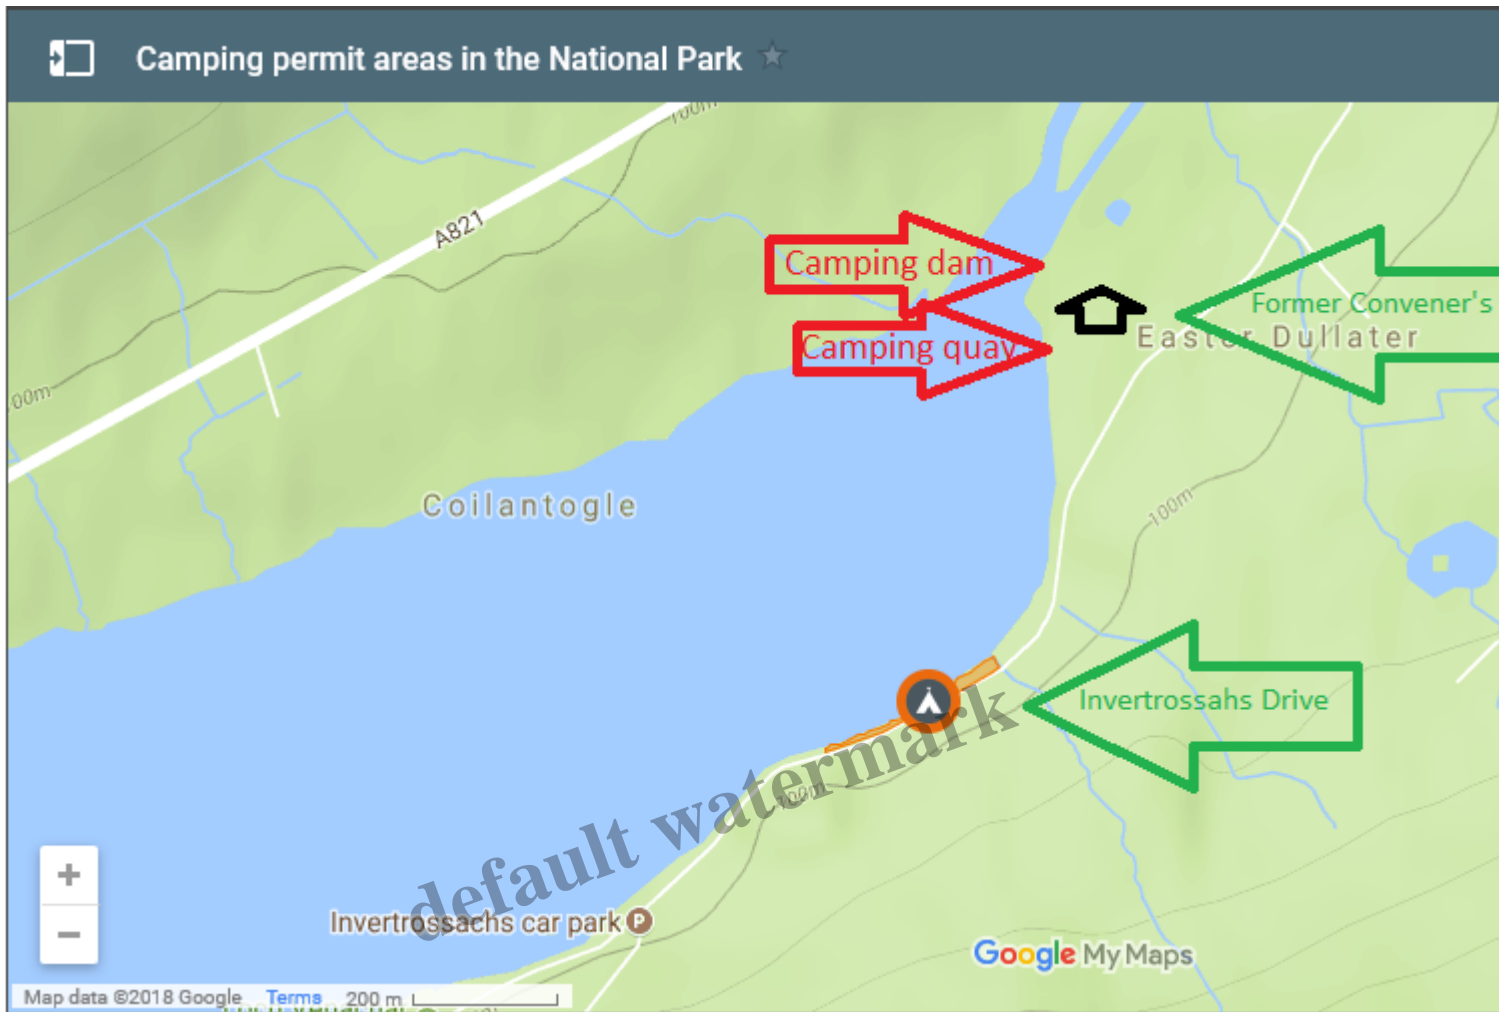 Camping permit areas in the National Park
100m
A821
Camping dam
Former Convener's
Easter Dullater
Camping quay
00m
Coilantogle
100m
Invertrossahs Drive
100m
default watermark
Invertrossachs car park P
Google My Maps
Map data ©2018 Google Terms 200 m